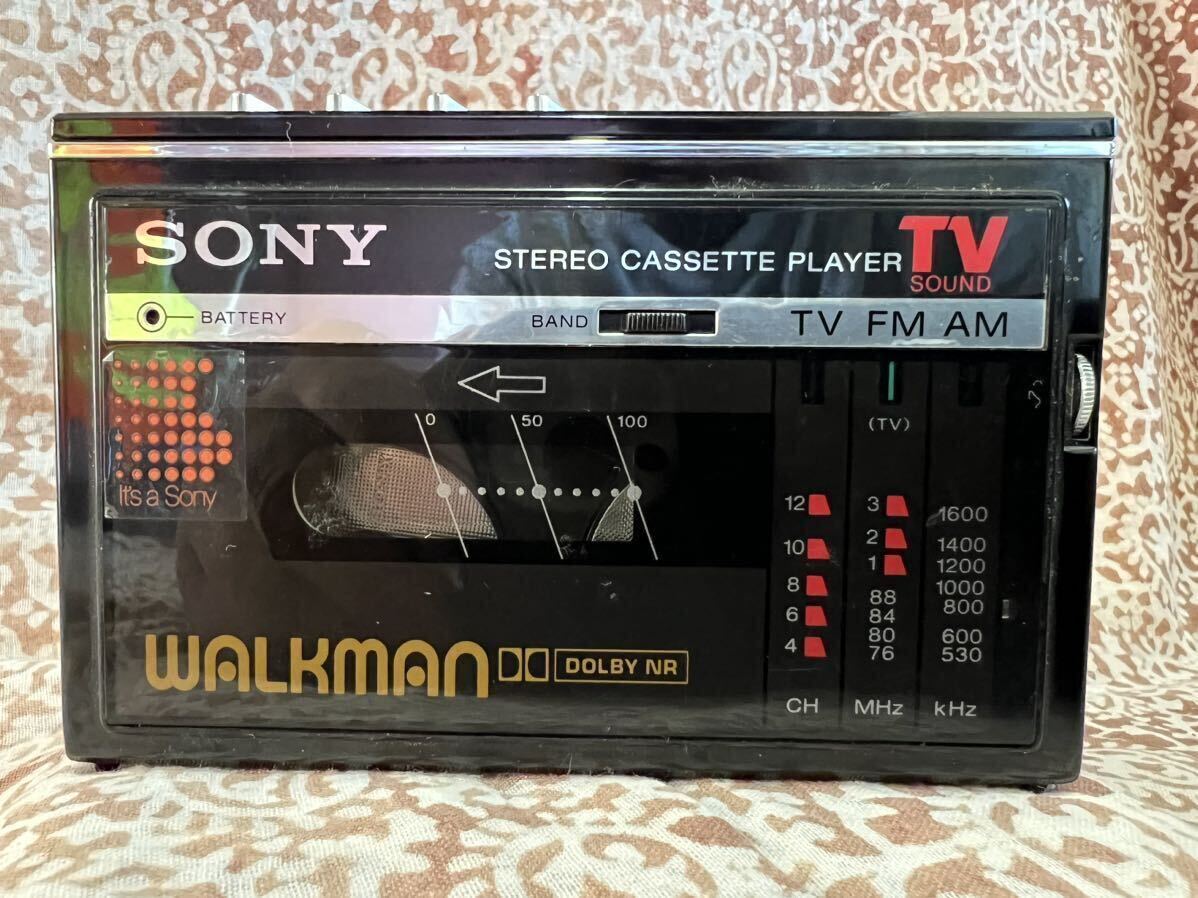 SONY
STEREO CASSETTE PLAYER TV SOUND
BATTERY
BAND
TV FM AM
It's a Sony
0 50 100
(TV)
12
10
8
6
4
CH
3
2
1
88
84
80
76
MHz
1600
1400
1200
1000
800
600
530
kHz
WALKMAN DOLBY NR